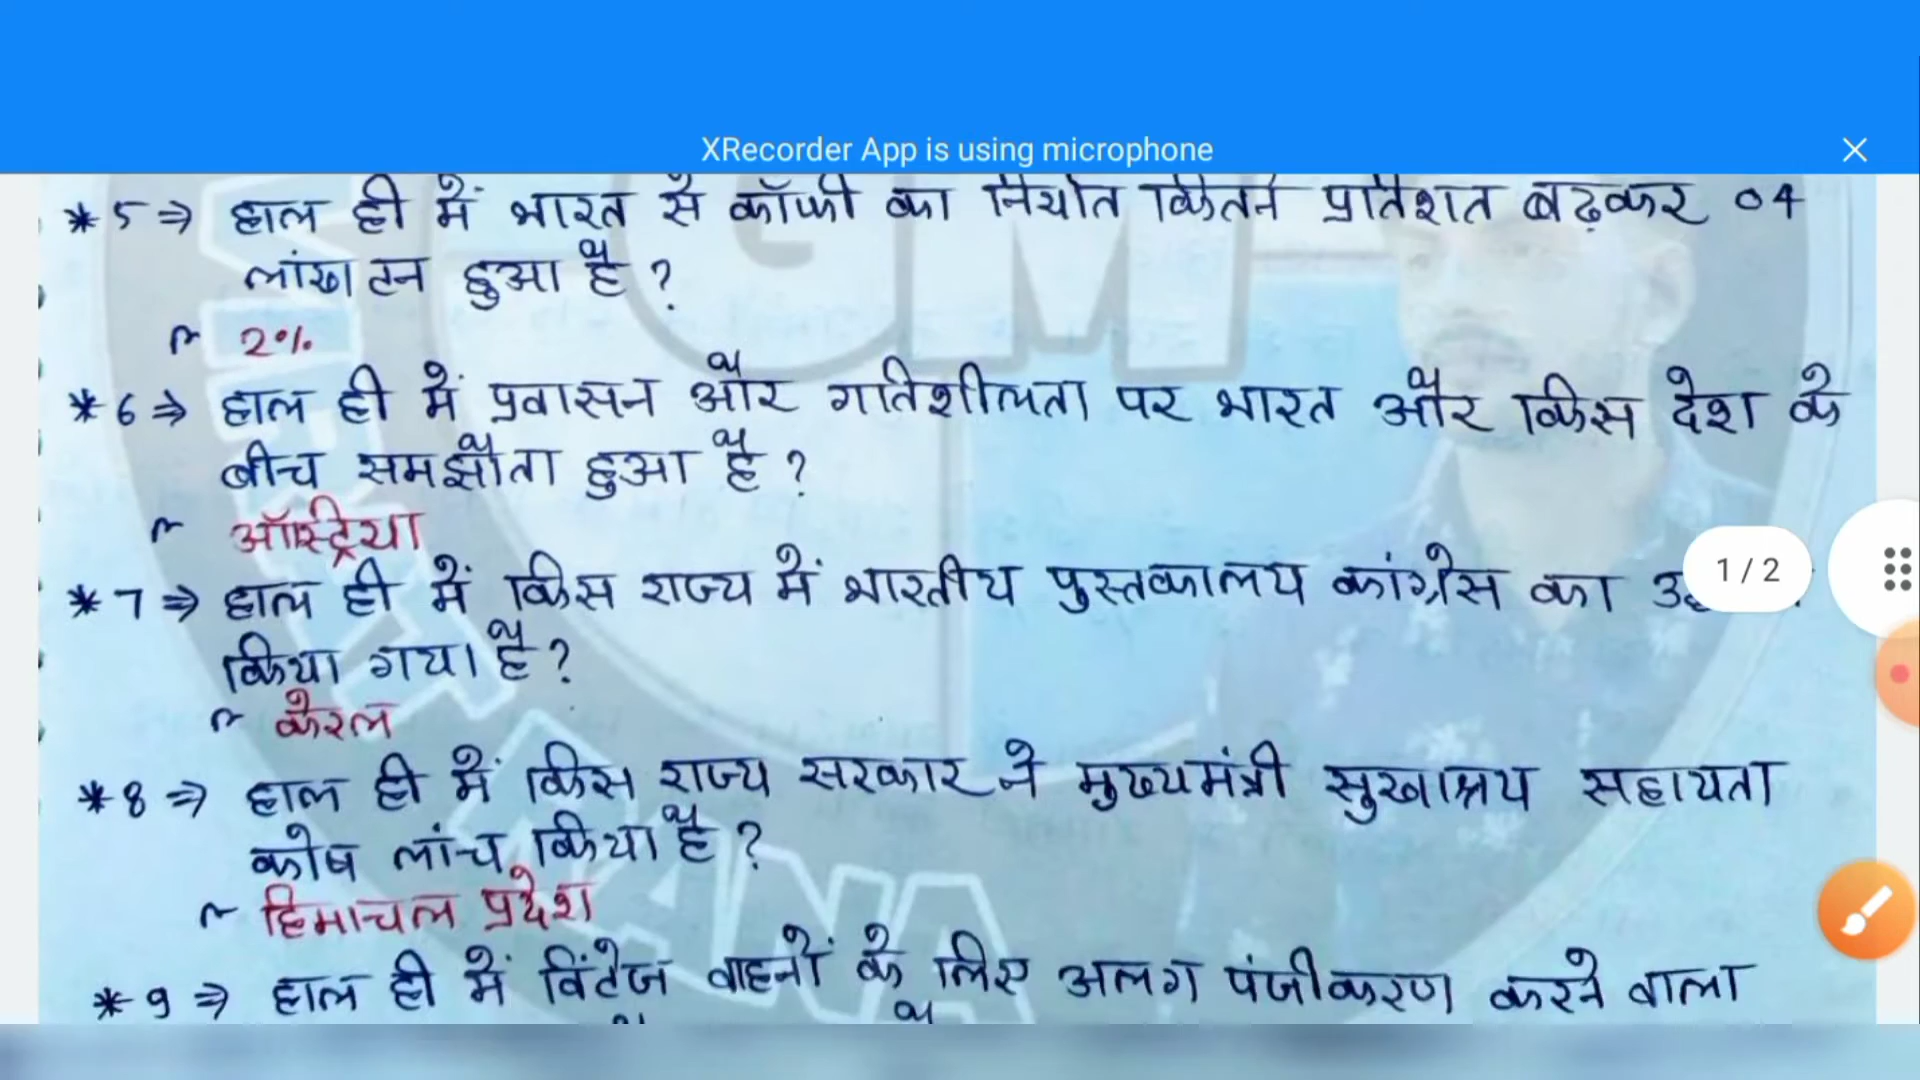 XRecorder App is using microphone
*5⇒ हाल ही में भारत से कॉफी का निर्यात कितने प्रतिशत बढ़कर 04
लांख टन हुआ है ?
~ 2%
*6⇒ हाल ही में प्रवासन और गतिशीलता पर भारत और किस देश के
बीच समझौता हुआ है ?
~ ऑस्ट्रिया
*7⇒ हाल ही में किस राज्य में भारतीय पुस्तकालय कांग्रेस का
1 / 2
किया गया है ?
~ केरल
*8⇒ हाल ही में किस राज्य सरकार ने मुख्यमंत्री सुखाश्रय सहायता
कोष लांच किया है ?
~ हिमाचल प्रदेश
*9⇒ हाल ही में विंटेज वाहनों के लिए अलग पंजीकरण करने वाला
GM